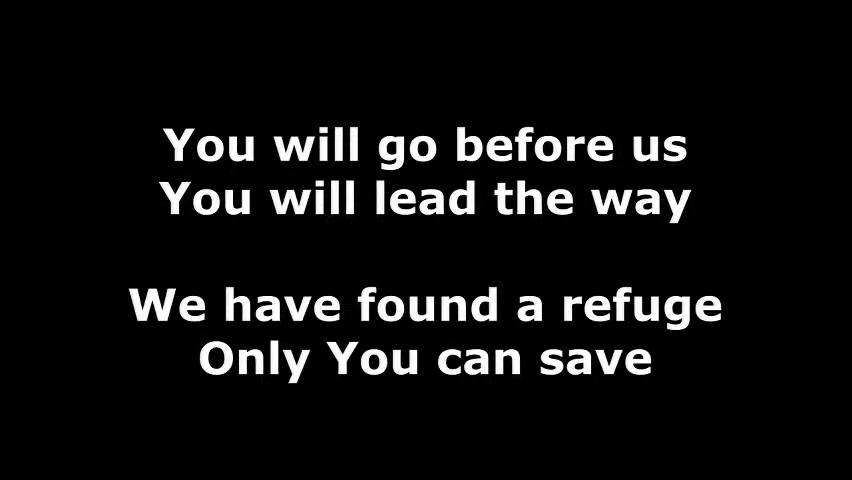 You will go before us
You will lead the way
We have found a refuge
Only You can save